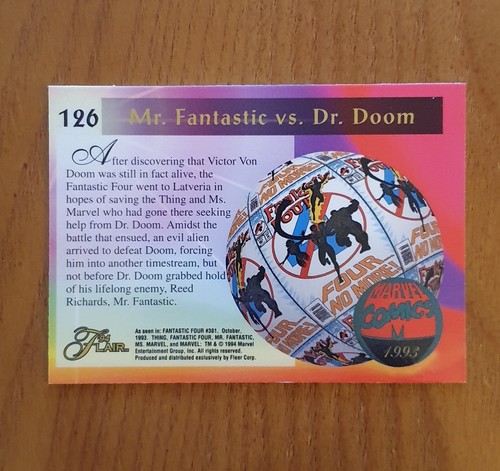 126 Mr. Fantastic vs. Dr. Doom
After discovering that Victor Von
Doom was still in fact alive, the
Fantastic Four went to Latveria in
hopes of saving the Thing and Ms.
Marvel who had gone there seeking
help from Dr. Doom. Amidst the
battle that ensued, an evil alien
arrived to defeat Doom, forcing
him into another timestream, but
not before Dr. Doom grabbed hold
of his lifelong enemy, Reed
Richards, Mr. Fantastic.
FOUR
NO MORE!
MARVEL
COMICS
M
1993
FLAIR
As seen in: FANTASTIC FOUR #381, October,
1993. THING, FANTASTIC FOUR, MR. FANTASTIC,
MS. MARVEL, and MARVEL: TM & © 1994 Marvel
Entertainment Group, Inc. All rights reserved.
Produced and distributed exclusively by Fleer Corp.